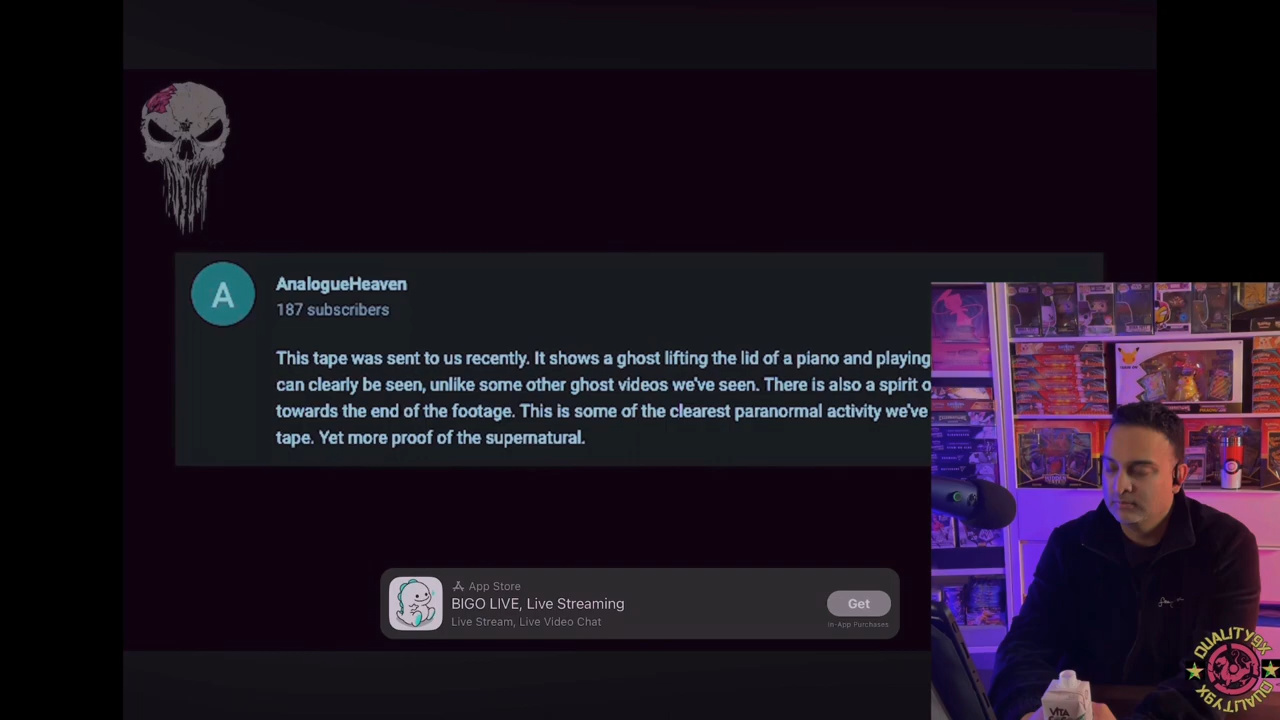 A
AnalogueHeaven
187 subscribers
This tape was sent to us recently. It shows a ghost lifting the lid of a piano and playing
can clearly be seen, unlike some other ghost videos we've seen. There is also a spirit o
towards the end of the footage. This is some of the clearest paranormal activity we've
tape. Yet more proof of the supernatural.
App Store
BIGO LIVE, Live Streaming
Live Stream, Live Video Chat
Get
In-App Purchases
VITA
DUALITY9X
DUALITY9X